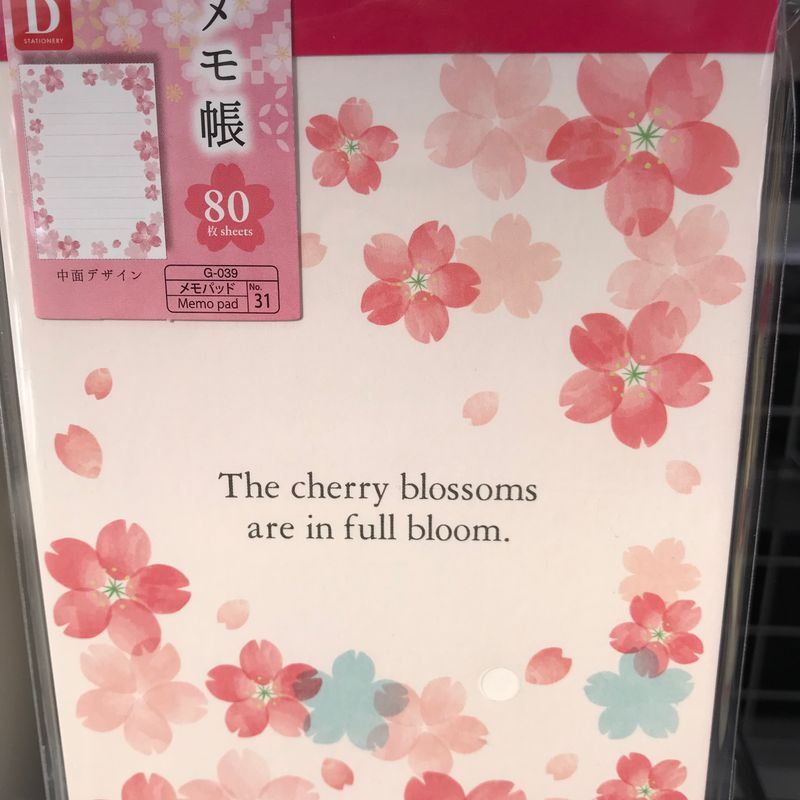 D
STATIONERY
メモ帳
80
枚 sheets
中面デザイン
G-039
メモパッド
Memo pad
No.
31
The cherry blossoms
are in full bloom.